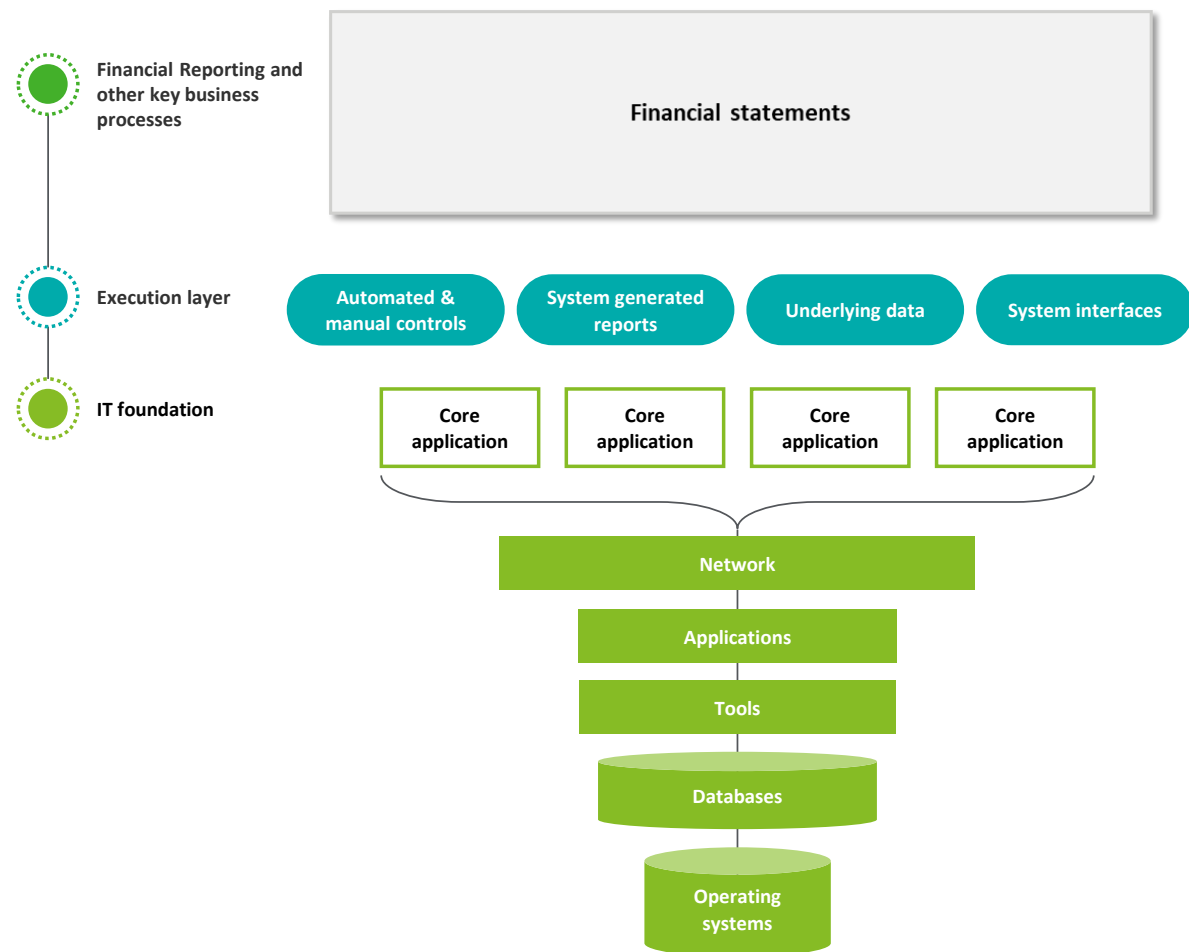 Financial Reporting and
other key business
processes
Financial statements
Execution layer
Automated &
manual controls
System generated
reports
Underlying data
System interfaces
IT foundation
Core
application
Core
application
Core
application
Core
application
Network
Applications
Tools
Databases
Operating
systems